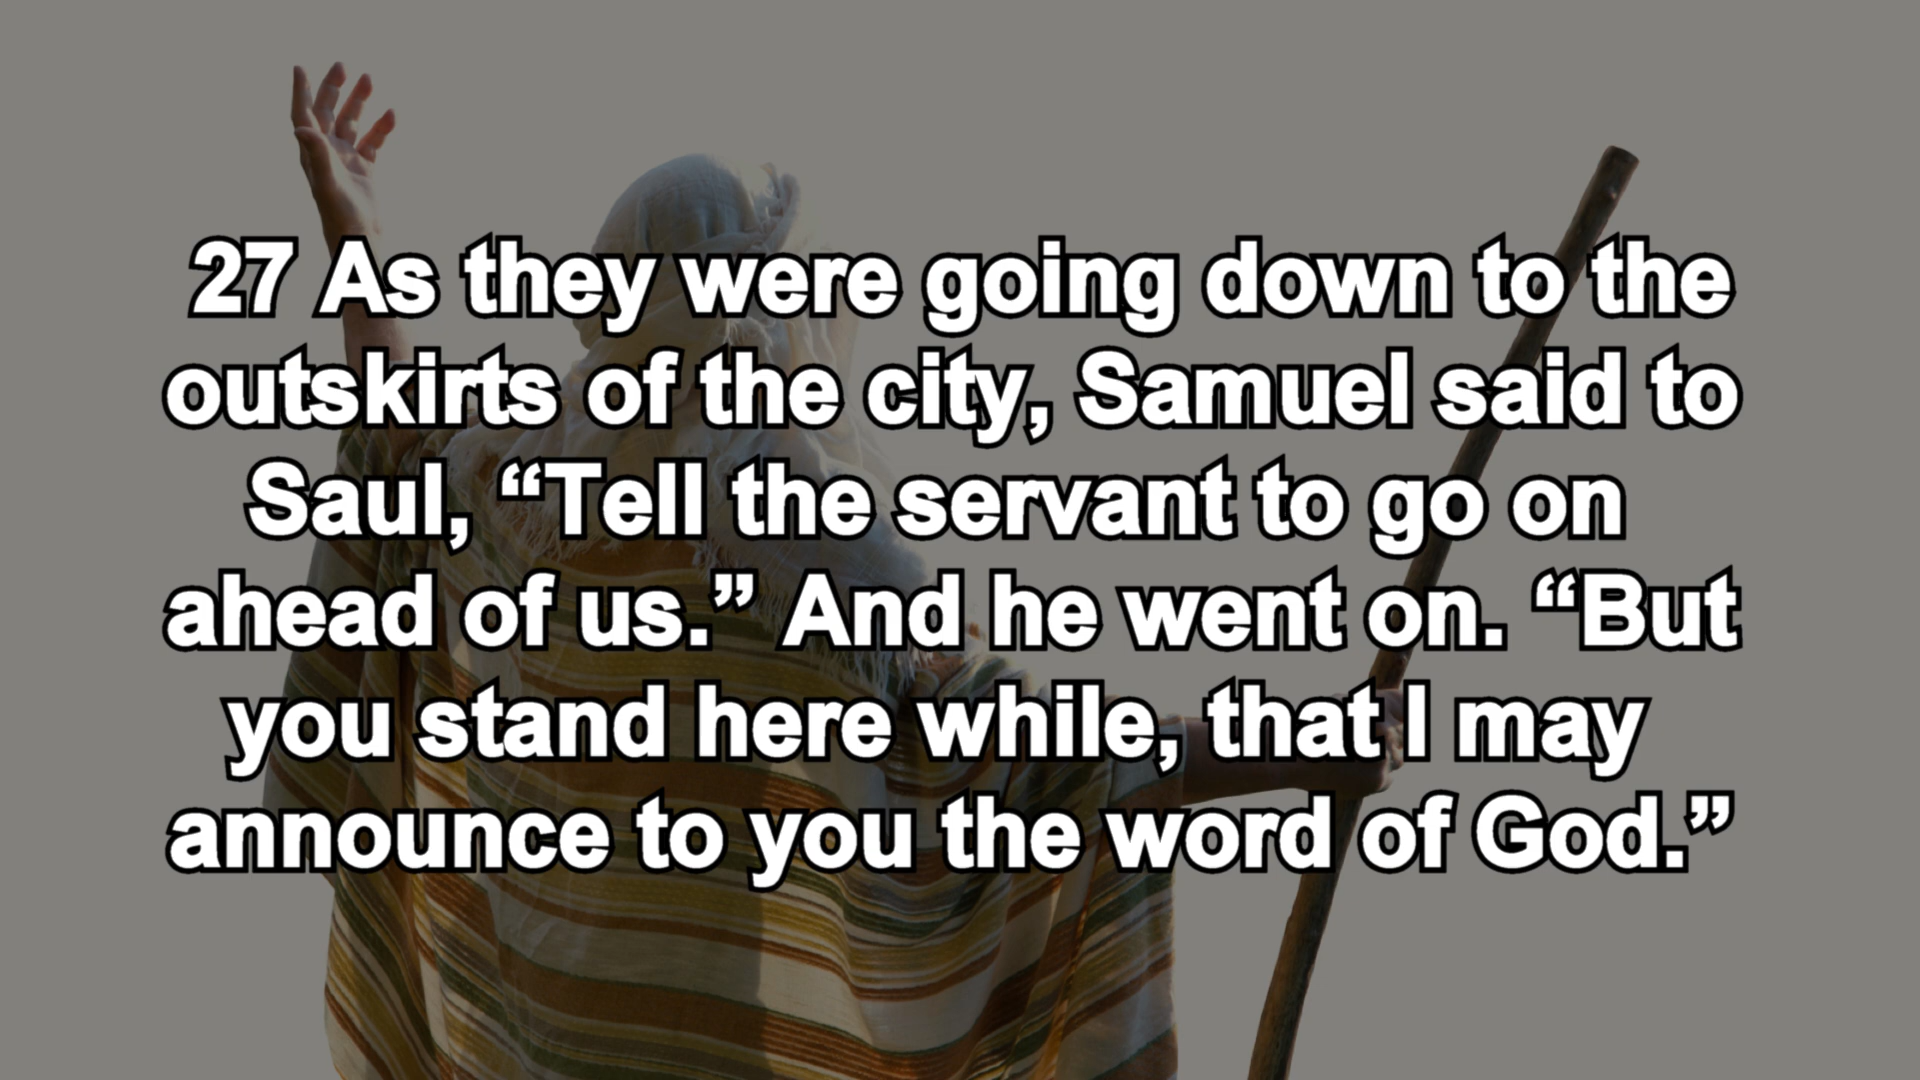 27 As they were going down to the
outskirts of the city, Samuel said to
Saul, “Tell the servant to go on
ahead of us.” And he went on. “But
you stand here while, that I may
announce to you the word of God.”